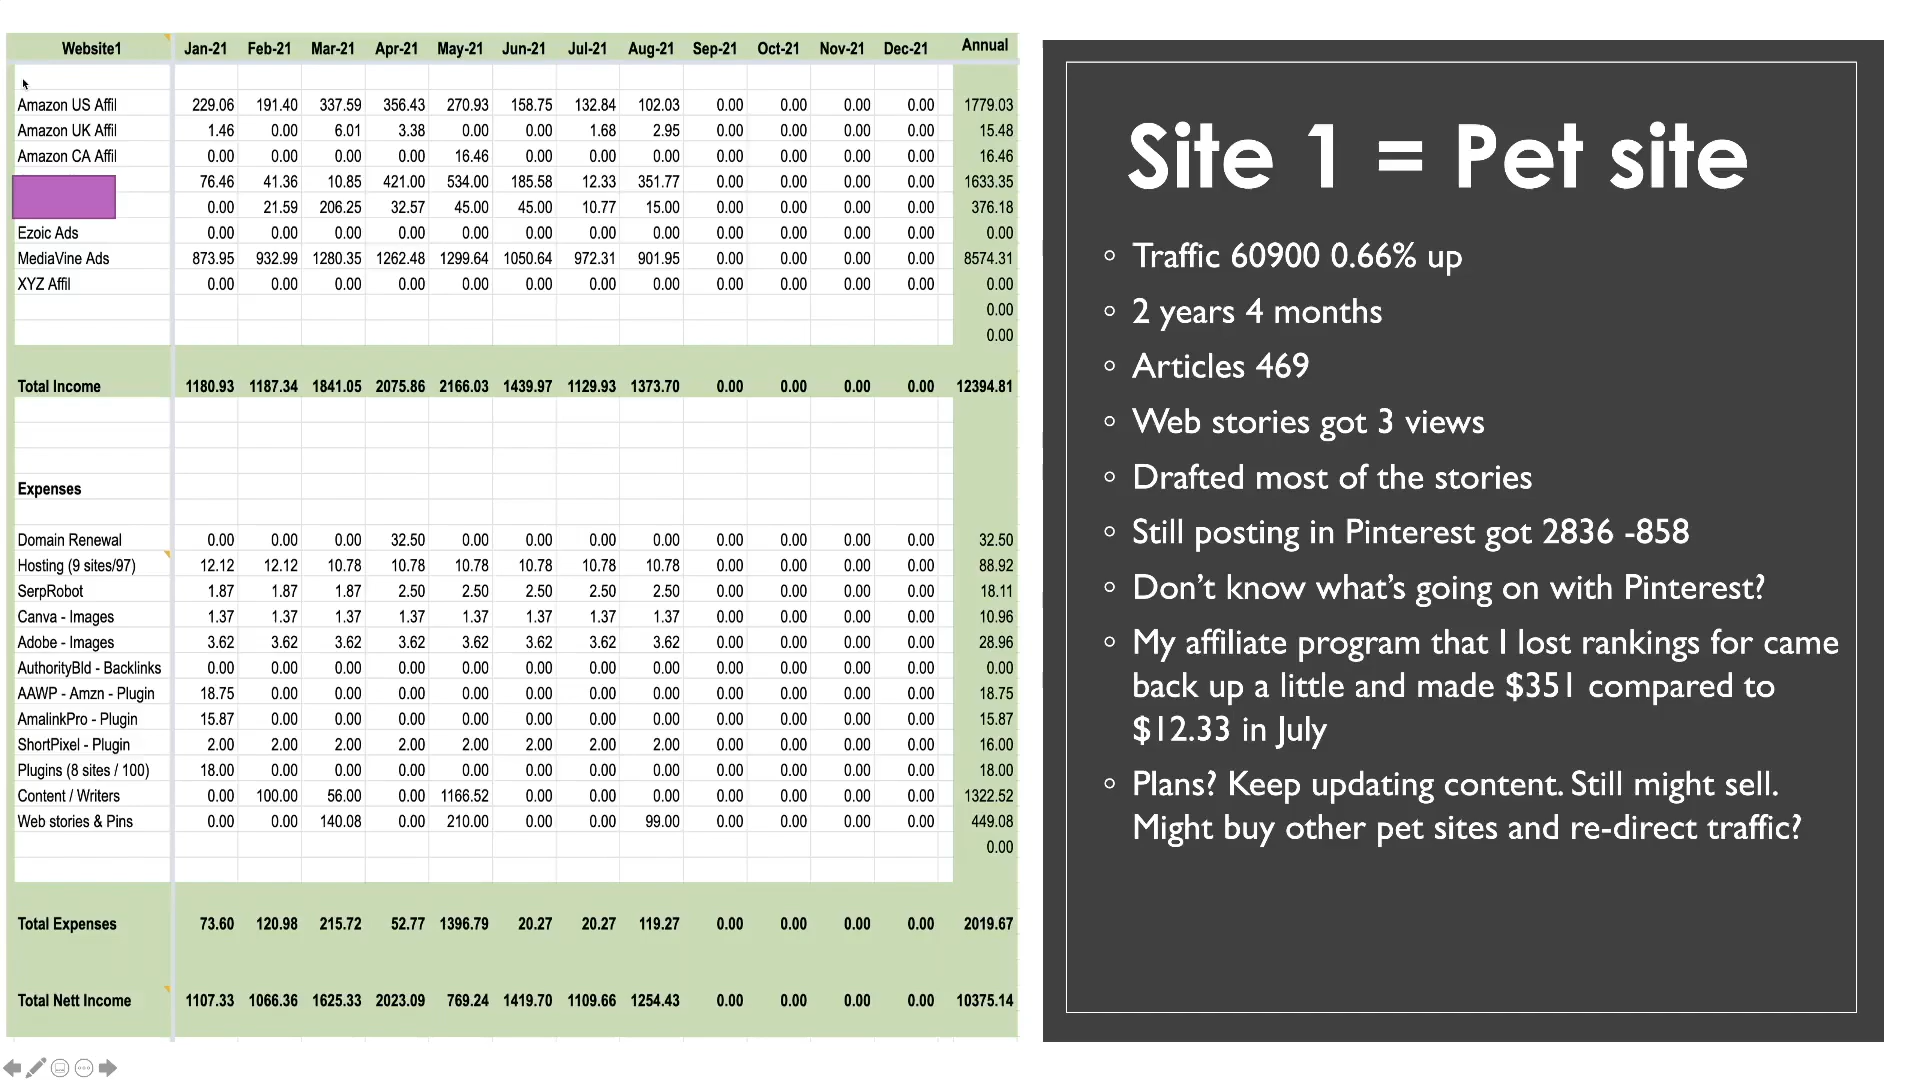 Website1 Jan-21 Feb-21 Mar-21 Apr-21 May-21 Jun-21 Jul-21 Aug-21 Sep-21 Oct-21 Nov-21 Dec-21 Annual
Amazon US Affil 229.06 191.40 337.59 356.43 270.93 158.75 132.84 102.03 0.00 0.00 0.00 0.00 1779.03
Amazon UK Affil 1.46 0.00 6.01 3.38 0.00 0.00 1.68 2.95 0.00 0.00 0.00 0.00 15.48
Amazon CA Affil 0.00 0.00 0.00 0.00 16.46 0.00 0.00 0.00 0.00 0.00 0.00 0.00 16.46
76.46 41.36 10.85 421.00 534.00 185.58 12.33 351.77 0.00 0.00 0.00 0.00 1633.35
0.00 21.59 206.25 32.57 45.00 45.00 10.77 15.00 0.00 0.00 0.00 0.00 376.18
Ezoic Ads 0.00 0.00 0.00 0.00 0.00 0.00 0.00 0.00 0.00 0.00 0.00 0.00 0.00
MediaVine Ads 873.95 932.99 1280.35 1262.48 1299.64 1050.64 972.31 901.95 0.00 0.00 0.00 0.00 8574.31
XYZ Affil 0.00 0.00 0.00 0.00 0.00 0.00 0.00 0.00 0.00 0.00 0.00 0.00 0.00
0.00
0.00
Total Income 1180.93 1187.34 1841.05 2075.86 2166.03 1439.97 1129.93 1373.70 0.00 0.00 0.00 0.00 12394.81
Expenses
Domain Renewal 0.00 0.00 0.00 32.50 0.00 0.00 0.00 0.00 0.00 0.00 0.00 0.00 32.50
Hosting (9 sites/97) 12.12 12.12 10.78 10.78 10.78 10.78 10.78 10.78 0.00 0.00 0.00 0.00 88.92
SerpRobot 1.87 1.87 1.87 2.50 2.50 2.50 2.50 2.50 0.00 0.00 0.00 0.00 18.11
Canva - Images 1.37 1.37 1.37 1.37 1.37 1.37 1.37 1.37 0.00 0.00 0.00 0.00 10.96
Adobe - Images 3.62 3.62 3.62 3.62 3.62 3.62 3.62 3.62 0.00 0.00 0.00 0.00 28.96
AuthorityBld - Backlinks 0.00 0.00 0.00 0.00 0.00 0.00 0.00 0.00 0.00 0.00 0.00 0.00 0.00
AAWP - Amzn - Plugin 18.75 0.00 0.00 0.00 0.00 0.00 0.00 0.00 0.00 0.00 0.00 0.00 18.75
AmalinkPro - Plugin 15.87 0.00 0.00 0.00 0.00 0.00 0.00 0.00 0.00 0.00 0.00 0.00 15.87
ShortPixel - Plugin 2.00 2.00 2.00 2.00 2.00 2.00 2.00 2.00 0.00 0.00 0.00 0.00 16.00
Plugins (8 sites / 100) 18.00 0.00 0.00 0.00 0.00 0.00 0.00 0.00 0.00 0.00 0.00 0.00 18.00
Content / Writers 0.00 100.00 56.00 0.00 1166.52 0.00 0.00 0.00 0.00 0.00 0.00 0.00 1322.52
Web stories & Pins 0.00 0.00 140.08 0.00 210.00 0.00 0.00 99.00 0.00 0.00 0.00 0.00 449.08
0.00
Total Expenses 73.60 120.98 215.72 52.77 1396.79 20.27 20.27 119.27 0.00 0.00 0.00 0.00 2019.67
Total Nett Income 1107.33 1066.36 1625.33 2023.09 769.24 1419.70 1109.66 1254.43 0.00 0.00 0.00 0.00 10375.14
Site 1 = Pet site
Traffic 60900 0.66% up
2 years 4 months
Articles 469
Web stories got 3 views
Drafted most of the stories
Still posting in Pinterest got 2836 -858
Don't know what's going on with Pinterest?
My affiliate program that I lost rankings for came
back up a little and made $351 compared to
$12.33 in July
Plans? Keep updating content. Still might sell.
Might buy other pet sites and re-direct traffic?